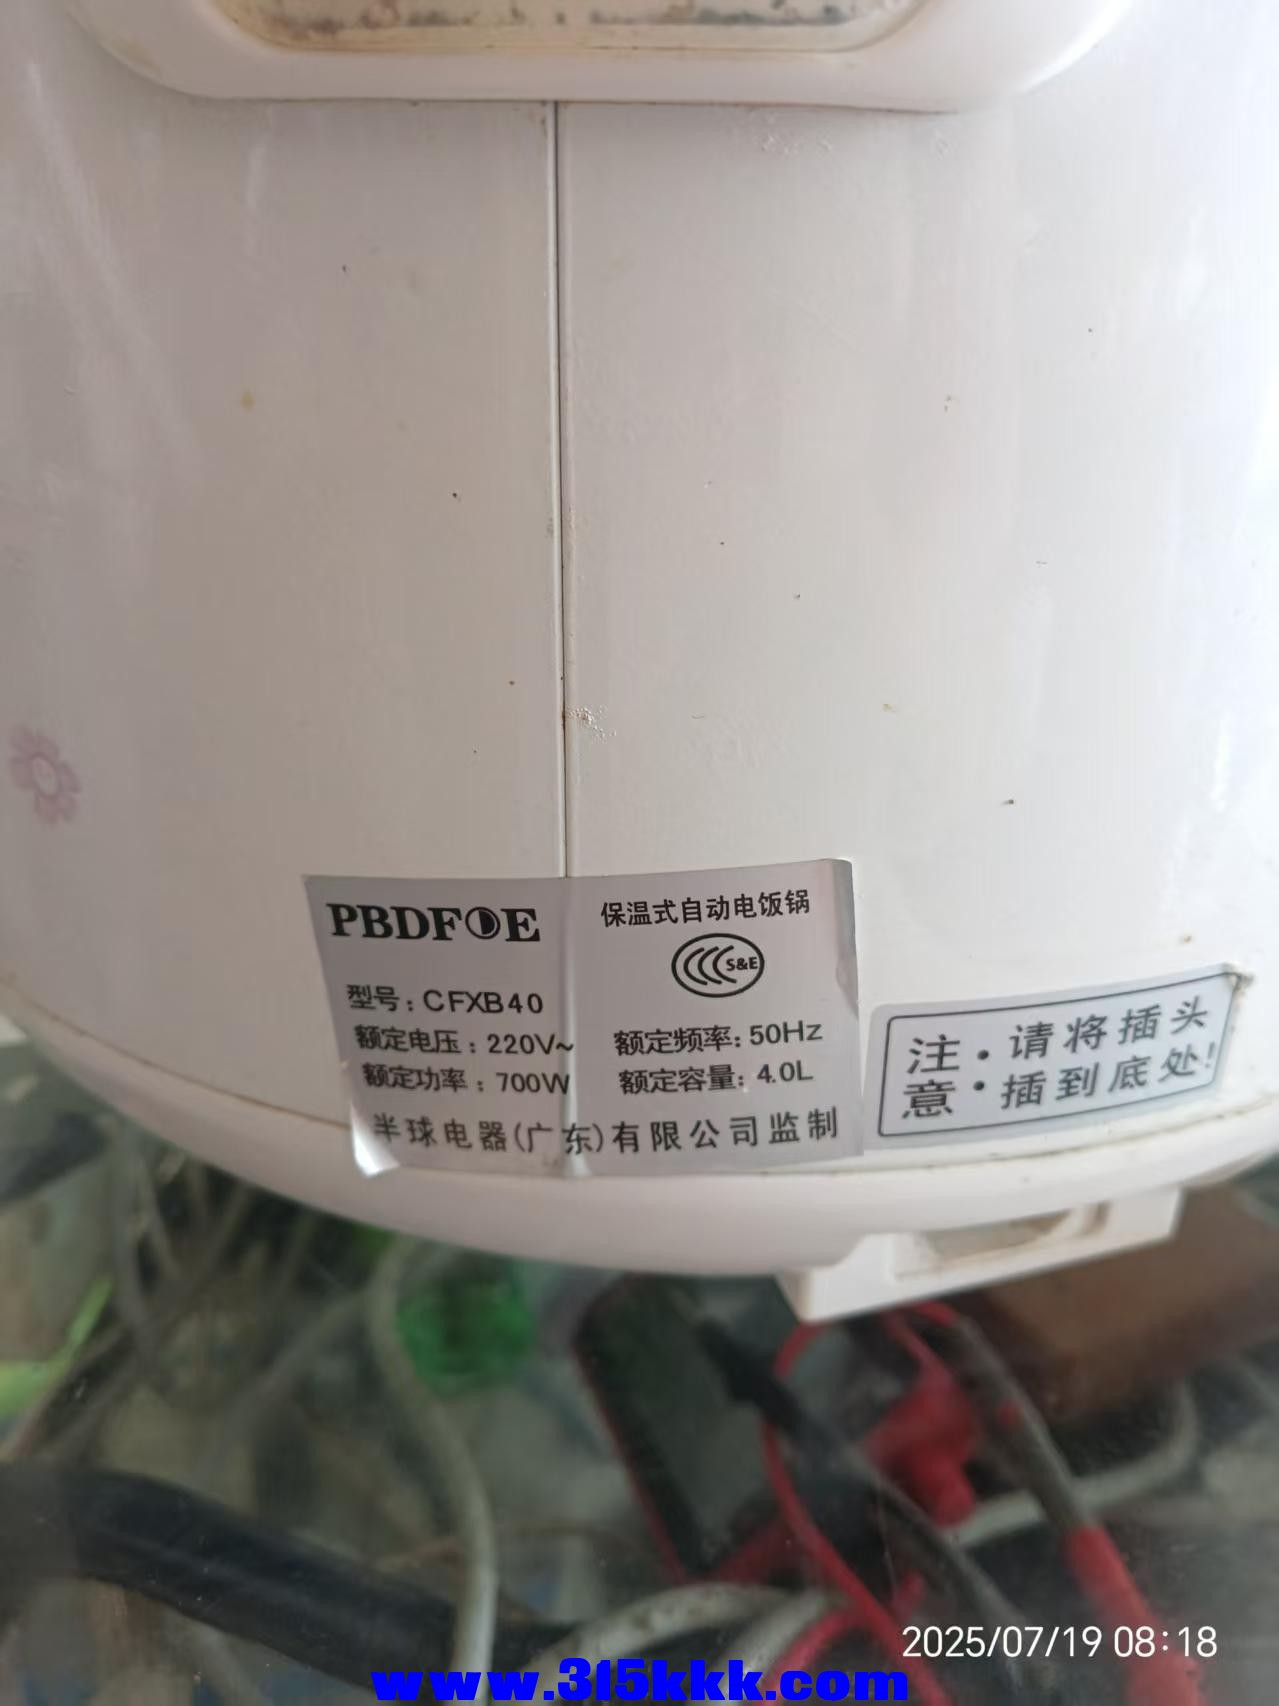 PBDFOE
保温式自动电饭锅
S&E
型号：CFXB40
额定电压：220V~ 额定频率：50Hz
额定功率：700W 额定容量：4.0L
半球电器(广东)有限公司监制
注意：请将插头
插到底处!
2025/07/19 08:18
www.315kkk.com